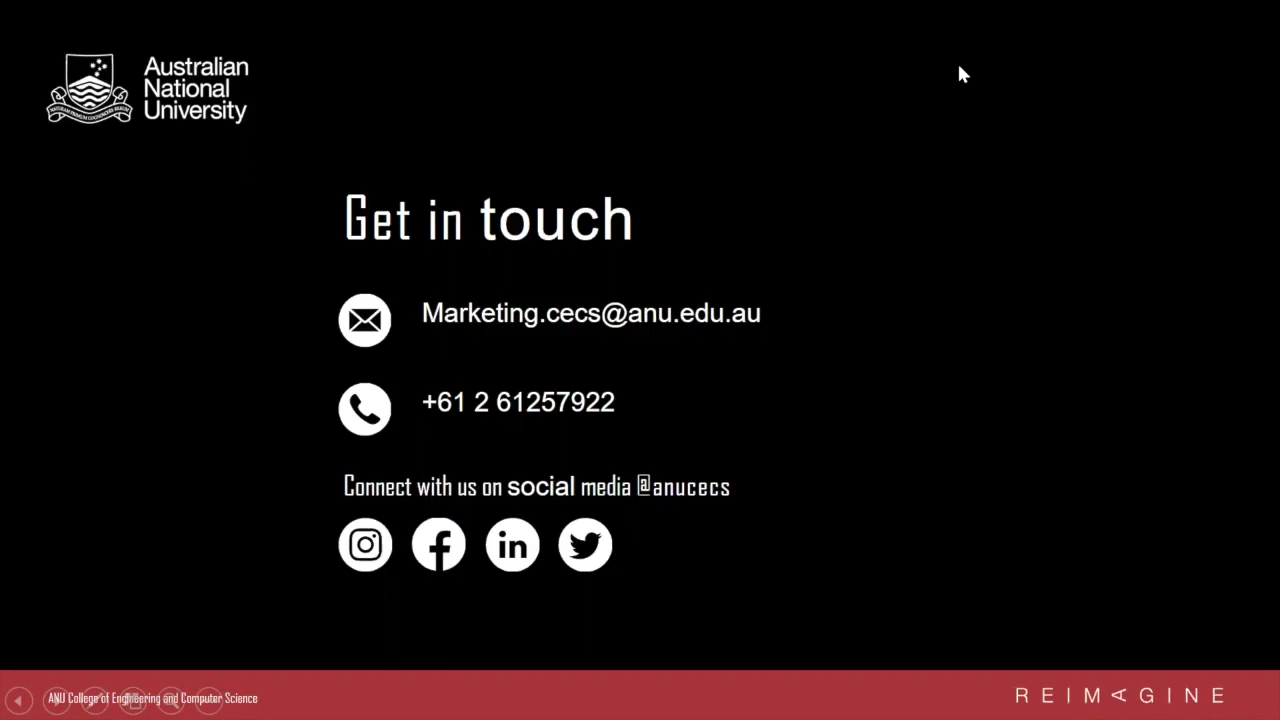 Australian
National
University
Get in touch
Marketing.cecs@anu.edu.au
+61 2 61257922
Connect with us on social media @anucecs
in
ANU College of Engineering and Computer Science
REIMAGINE